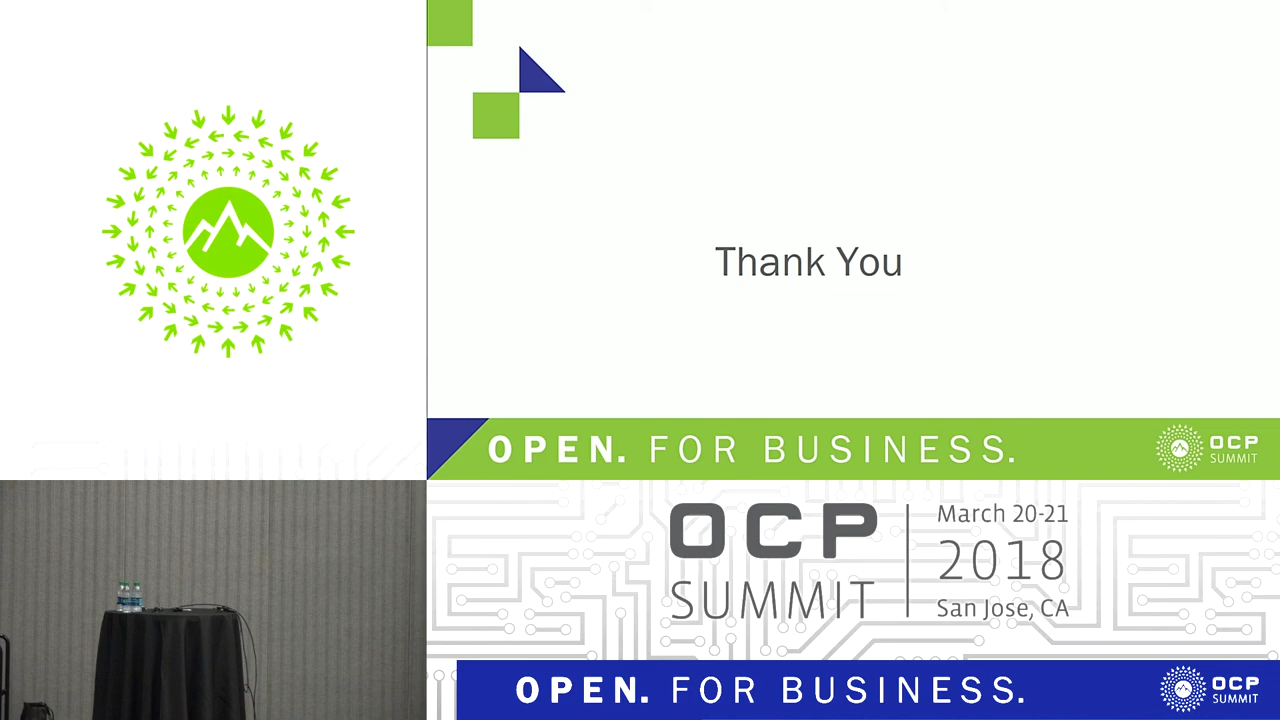 Thank You
OPEN. FOR BUSINESS.
OCP
SUMMIT
OCP
SUMMIT
March 20-21
2018
San Jose, CA
OPEN. FOR BUSINESS.
OCP
SUMMIT